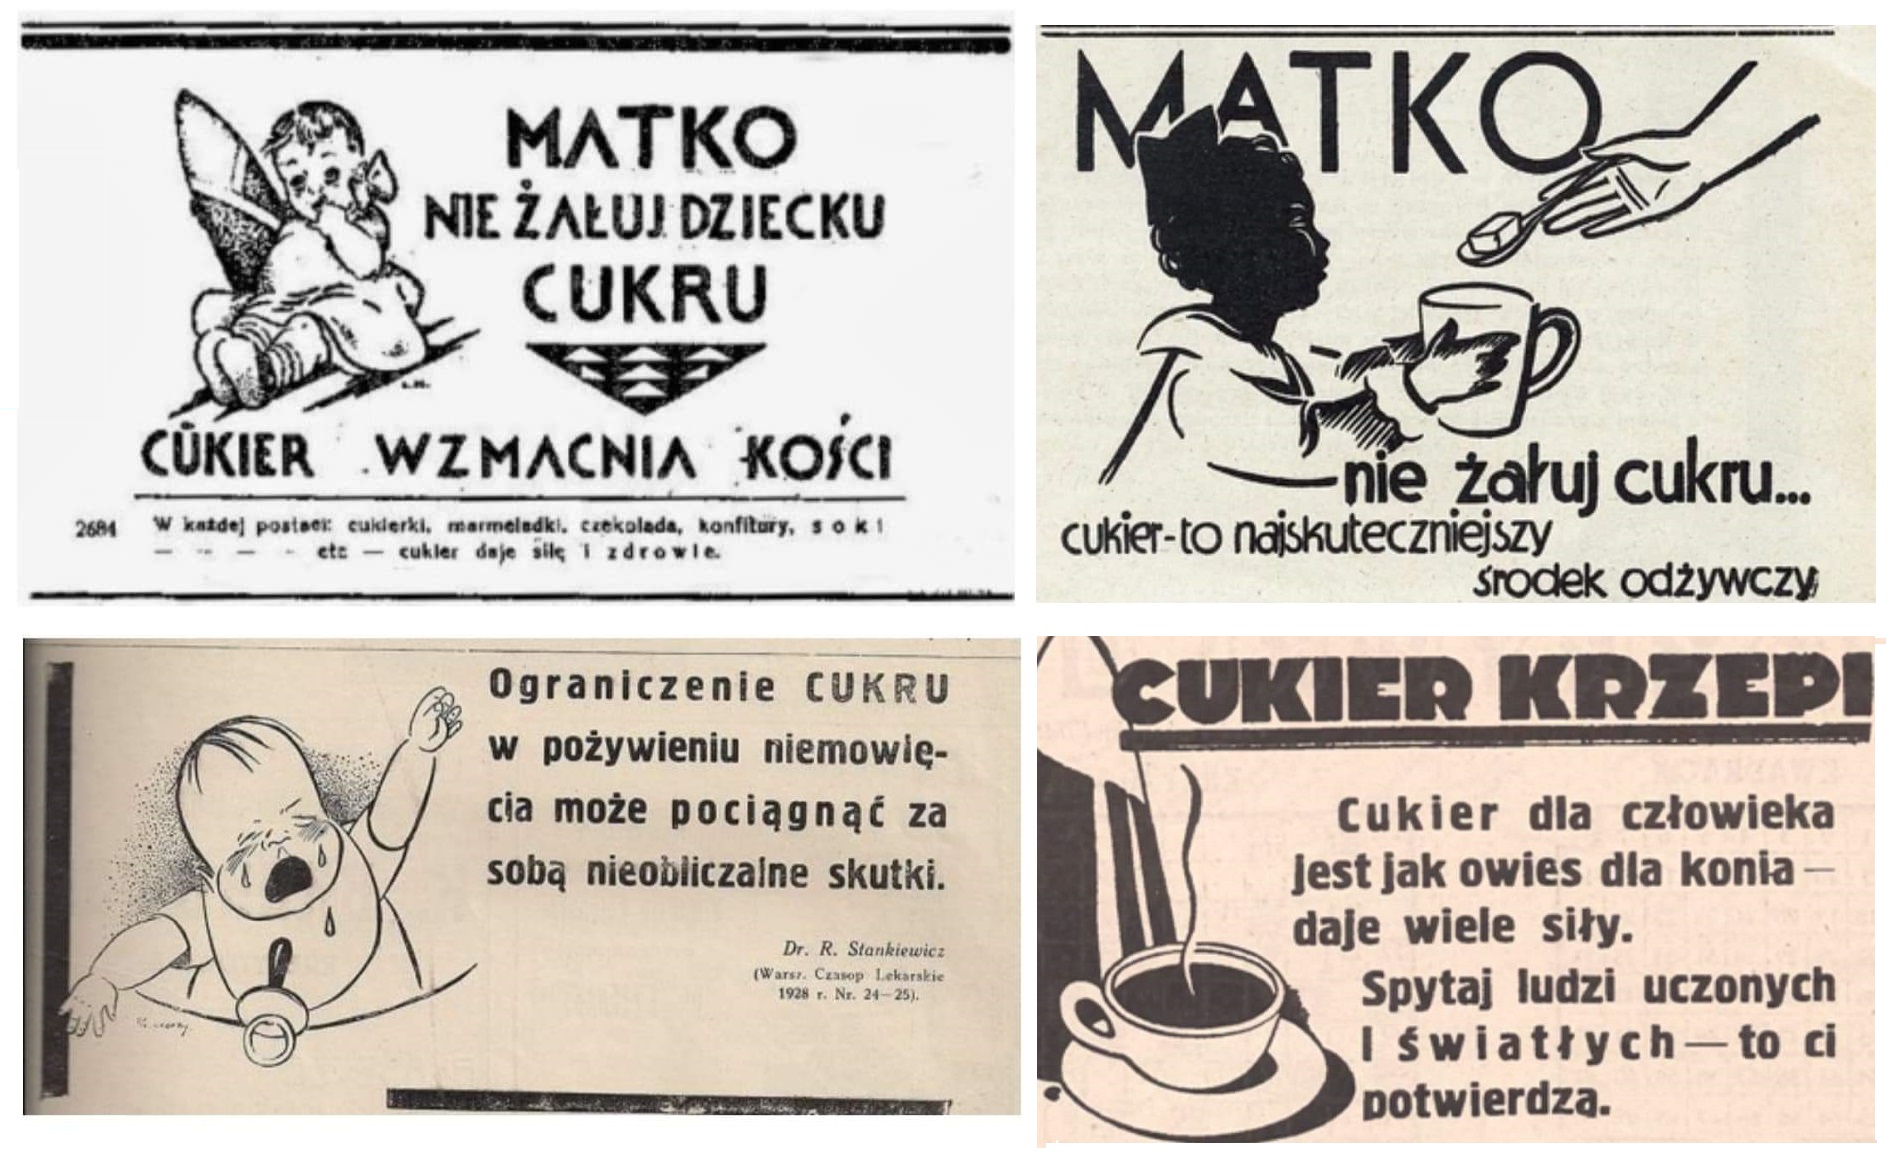 MATKO
NIE ŻAŁUJ DZIECKU
CUKRU
CUKIER WZMACNIA KOŚCI
2684 W każdej postaci: cukierki, marmeladki, czekolada, konfitury, soki
— — — — etc — cukier daje siłę i zdrowie.
MATKO
nie żałuj cukru...
cukier-to najskuteczniejszy
środek odżywczy
Ograniczenie CUKRU
w pożywieniu niemowlę-
cia może pociągnąć za
sobą nieobliczalne skutki.
Dr. R. Stankiewicz
(Warsz. Czasop Lekarskie
1928 r. Nr. 24—25).
CUKIER KRZEPI
Cukier dla człowieka
jest jak owies dla konia —
daje wiele siły.
Spytaj ludzi uczonych
i światłych — to ci
potwierdzą.